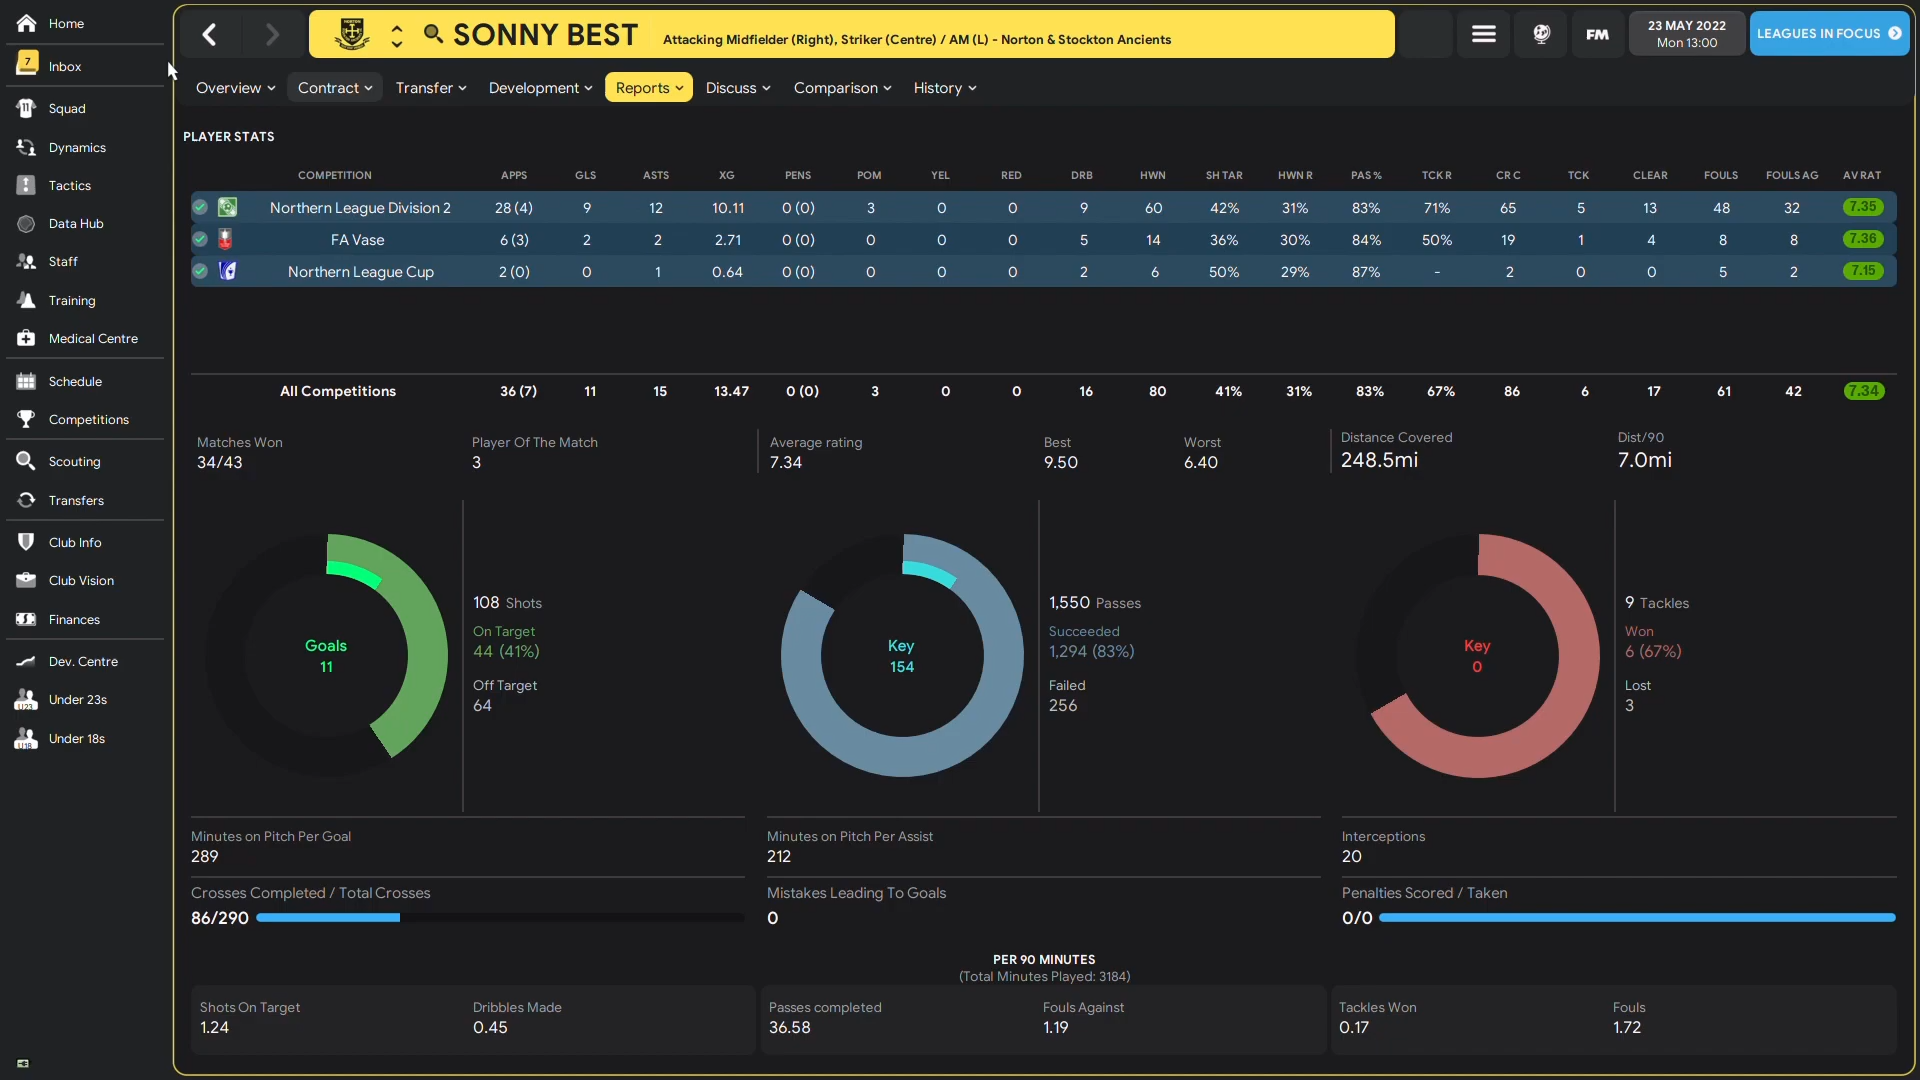 Home
Inbox
7
Squad
Dynamics
Tactics
Data Hub
Staff
Training
Medical Centre
Schedule
Competitions
Scouting
Transfers
Club Info
Club Vision
Finances
Dev. Centre
Under 23s
U23
Under 18s
U18
SONNY BEST
Attacking Midfielder (Right), Striker (Centre) / AM (L) - Norton & Stockton Ancients
FM
23 MAY 2022
Mon 13:00
LEAGUES IN FOCUS
Overview Contract Transfer Development Reports Discuss Comparison History
PLAYER STATS
COMPETITION APPS GLS ASTS XG PENS POM YEL RED DRB HWN SH TAR HWN R PAS % TCK R CR C TCK CLEAR FOULS FOULS AG AV RAT
Northern League Division 2 28 (4) 9 12 10.11 0 (0) 3 0 0 9 60 42% 31% 83% 71% 65 5 13 48 32 7.35
FA Vase 6 (3) 2 2 2.71 0 (0) 0 0 0 5 14 36% 30% 84% 50% 19 1 4 8 8 7.36
Northern League Cup 2 (0) 0 1 0.64 0 (0) 0 0 0 2 6 50% 29% 87% - 2 0 0 5 2 7.15
All Competitions 36 (7) 11 15 13.47 0 (0) 3 0 0 16 80 41% 31% 83% 67% 86 6 17 61 42 7.34
Matches Won
34/43
Player Of The Match
3
Average rating
7.34
Best
9.50
Worst
6.40
Distance Covered
248.5mi
Dist/90
7.0mi
Goals
11
108 Shots
On Target
44 (41%)
Off Target
64
Key
154
1,550 Passes
Succeeded
1,294 (83%)
Failed
256
Key
0
9 Tackles
Won
6 (67%)
Lost
3
Minutes on Pitch Per Goal
289
Minutes on Pitch Per Assist
212
Interceptions
20
Crosses Completed / Total Crosses
86/290
Mistakes Leading To Goals
0
Penalties Scored / Taken
0/0
PER 90 MINUTES
(Total Minutes Played: 3184)
Shots On Target
1.24
Dribbles Made
0.45
Passes completed
36.58
Fouls Against
1.19
Tackles Won
0.17
Fouls
1.72